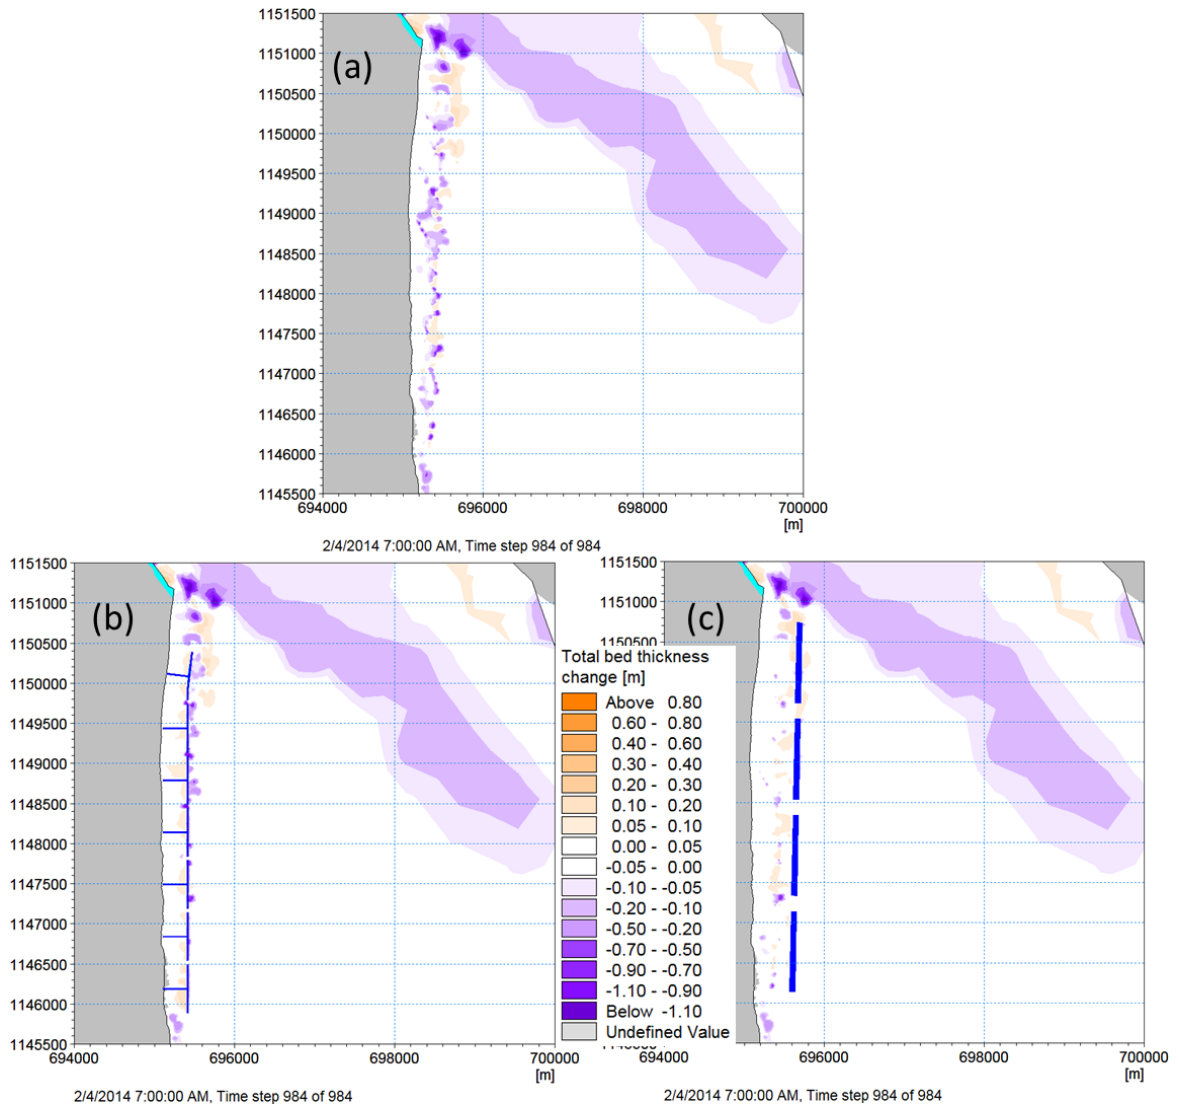 1151500
(a)
1151000
1150500
1150000
1149500
1149000
1148500
1148000
1147500
1147000
1146500
1146000
1145500
694000 696000 698000 700000
[m]
2/4/2014 7:00:00 AM, Time step 984 of 984
1151500
(b)
1151000
1150500
1150000
1149500
1149000
1148500
1148000
1147500
1147000
1146500
1146000
1145500
694000 696000 698000 700000
[m]
2/4/2014 7:00:00 AM, Time step 984 of 984
Total bed thickness
change [m]
Above 0.80
0.60 - 0.80
0.40 - 0.60
0.30 - 0.40
0.20 - 0.30
0.10 - 0.20
0.05 - 0.10
0.00 - 0.05
-0.05 - 0.00
-0.10 - -0.05
-0.20 - -0.10
-0.50 - -0.20
-0.70 - -0.50
-0.90 - -0.70
-1.10 - -0.90
Below -1.10
Undefined Value
1151500
(c)
1151000
1150500
694000 696000 698000 700000
[m]
2/4/2014 7:00:00 AM, Time step 984 of 984